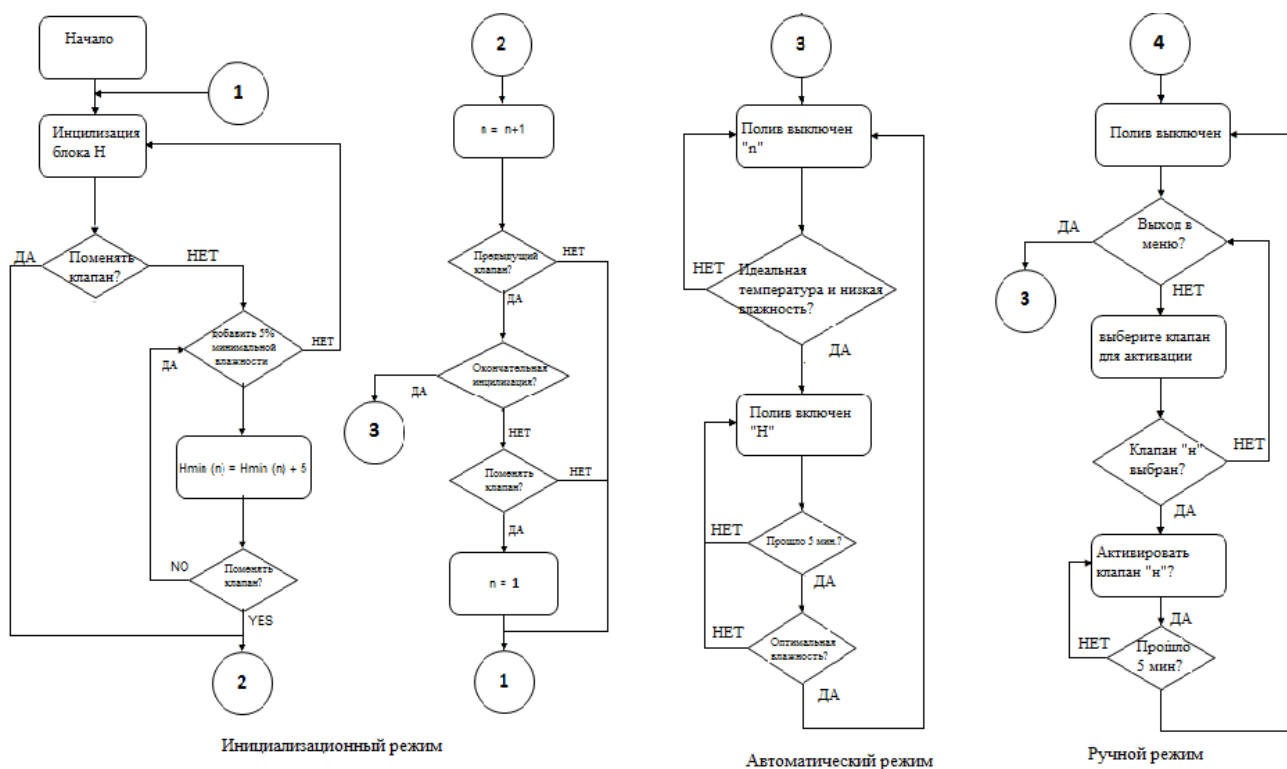 Начало
1
Инцилизация
блока Н
ДА
Поменять
клапан?
НЕТ
добавить 5%
минимальной
влажности
НЕТ
ДА
Hmin (n) = Hmin (n) + 5
NO
Поменять
клапан?
YES
2
2
n = n+1
Предыдущий
клапан?
НЕТ
ДА
Окончательная
инцилизация?
ДА
3
НЕТ
Поменять
клапан?
НЕТ
ДА
n = 1
1
Инициализационный режим
3
Полив выключен
"n"
НЕТ
Идеальная
температура и низкая
влажность?
ДА
Полив включен
"Н"
НЕТ
Прошло 5 мин.?
ДА
НЕТ
Оптимальная
влажность?
ДА
Автоматический режим
4
Полив выключен
ДА
Выход в
меню?
3
НЕТ
выберите клапан
для активации
Клапан "н"
выбран?
НЕТ
ДА
Активировать
клапан "н"?
ДА
НЕТ
Прошло
5 мин?
Ручной режим